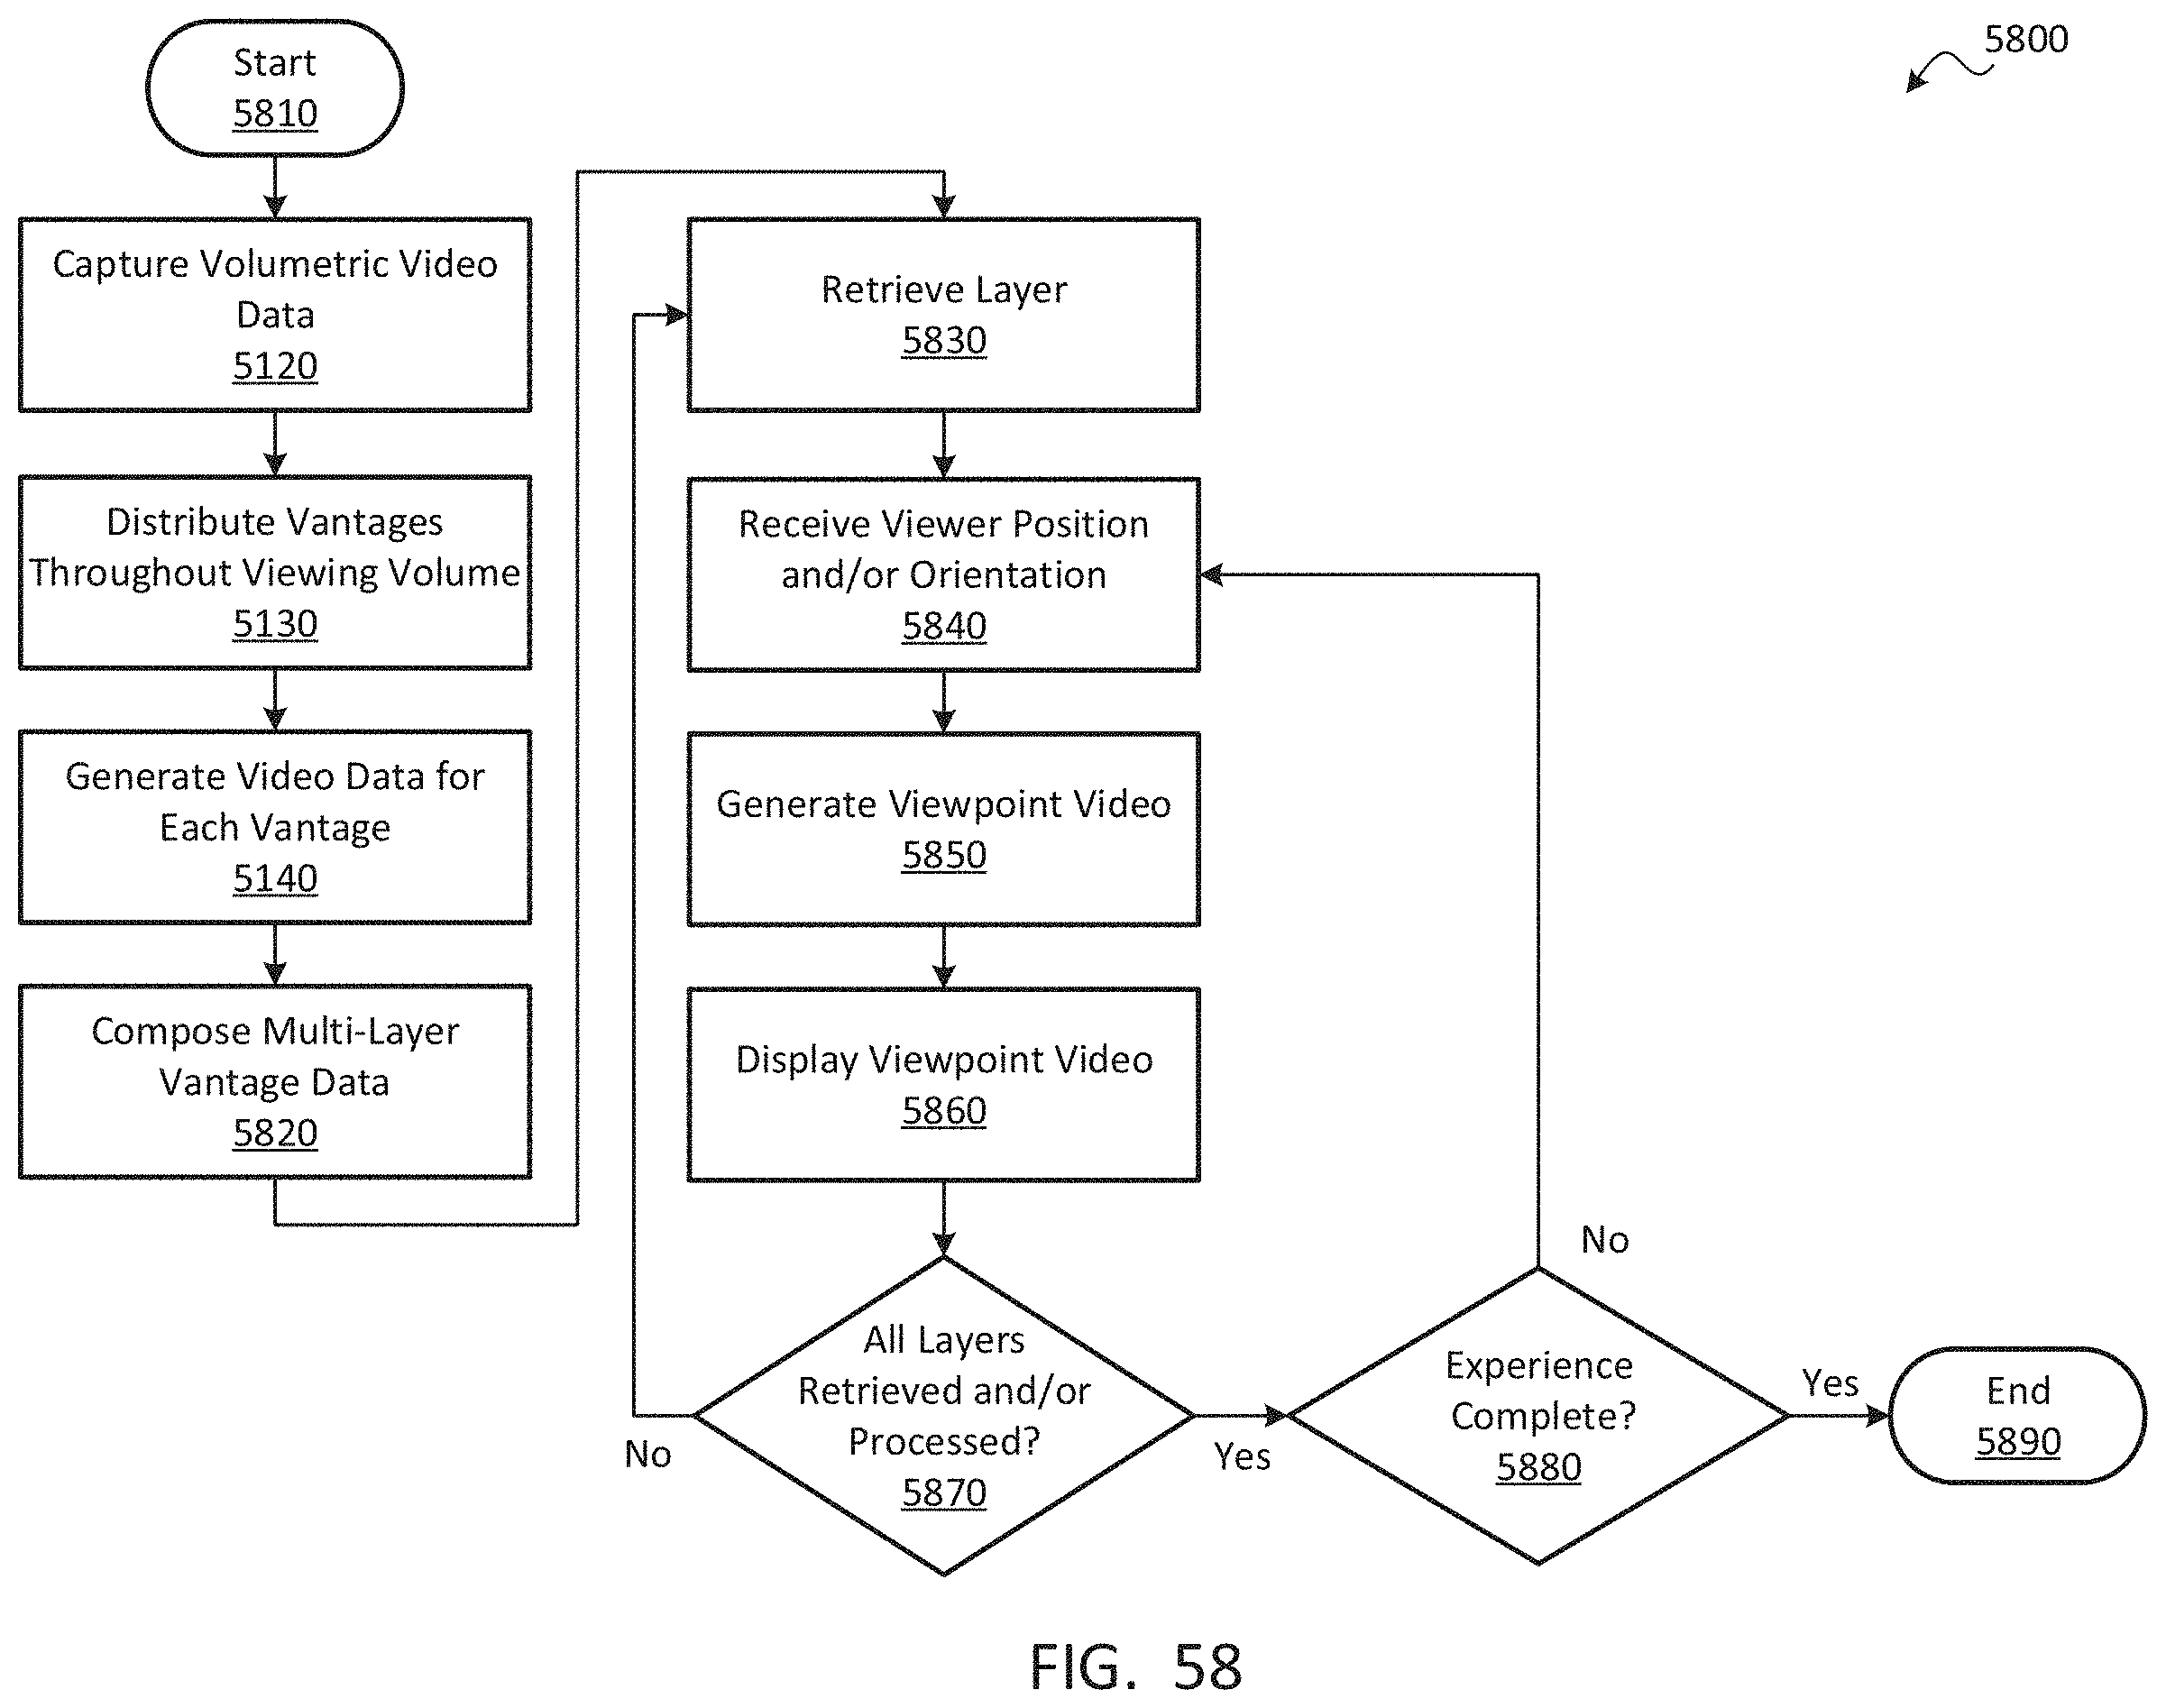 5800
Start
5810
Capture Volumetric Video
Data
5120
Distribute Vantages
Throughout Viewing Volume
5130
Generate Video Data for
Each Vantage
5140
Compose Multi-Layer
Vantage Data
5820
Retrieve Layer
5830
Receive Viewer Position
and/or Orientation
5840
Generate Viewpoint Video
5850
Display Viewpoint Video
5860
All Layers
Retrieved and/or
Processed?
5870
No
Yes
Experience
Complete?
5880
No
Yes
End
5890
FIG. 58